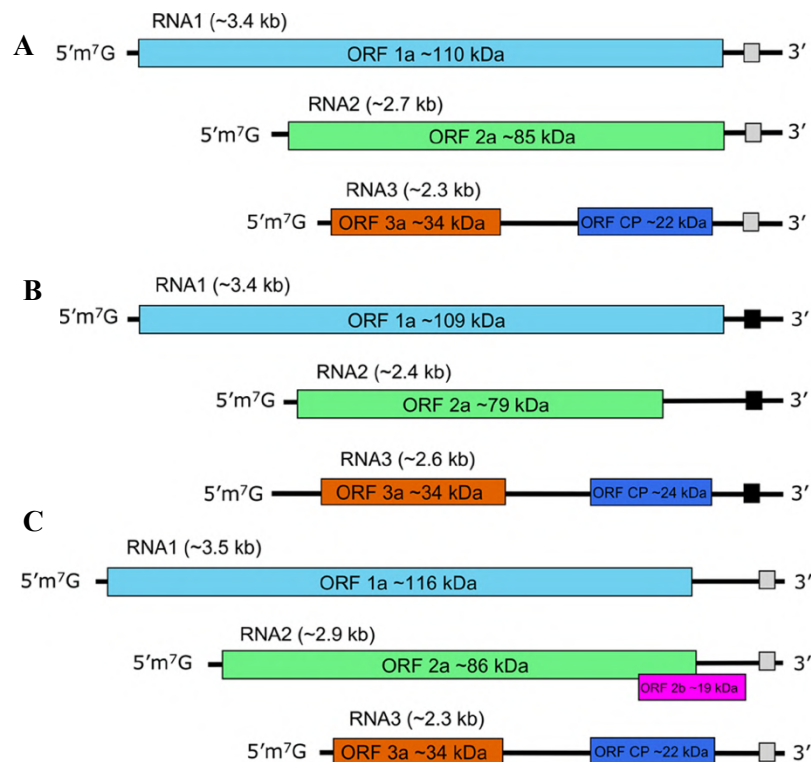 A
RNA1 (~3.4 kb)
5′m⁷G ORF 1a ~110 kDa 3′
RNA2 (~2.7 kb)
5′m⁷G ORF 2a ~85 kDa 3′
RNA3 (~2.3 kb)
5′m⁷G ORF 3a ~34 kDa ORF CP ~22 kDa 3′
B
RNA1 (~3.4 kb)
5′m⁷G ORF 1a ~109 kDa 3′
RNA2 (~2.4 kb)
5′m⁷G ORF 2a ~79 kDa 3′
RNA3 (~2.6 kb)
5′m⁷G ORF 3a ~34 kDa ORF CP ~24 kDa 3′
C
RNA1 (~3.5 kb)
5′m⁷G ORF 1a ~116 kDa 3′
RNA2 (~2.9 kb)
5′m⁷G ORF 2a ~86 kDa 3′
ORF 2b ~19 kDa
RNA3 (~2.3 kb)
5′m⁷G ORF 3a ~34 kDa ORF CP ~22 kDa 3′